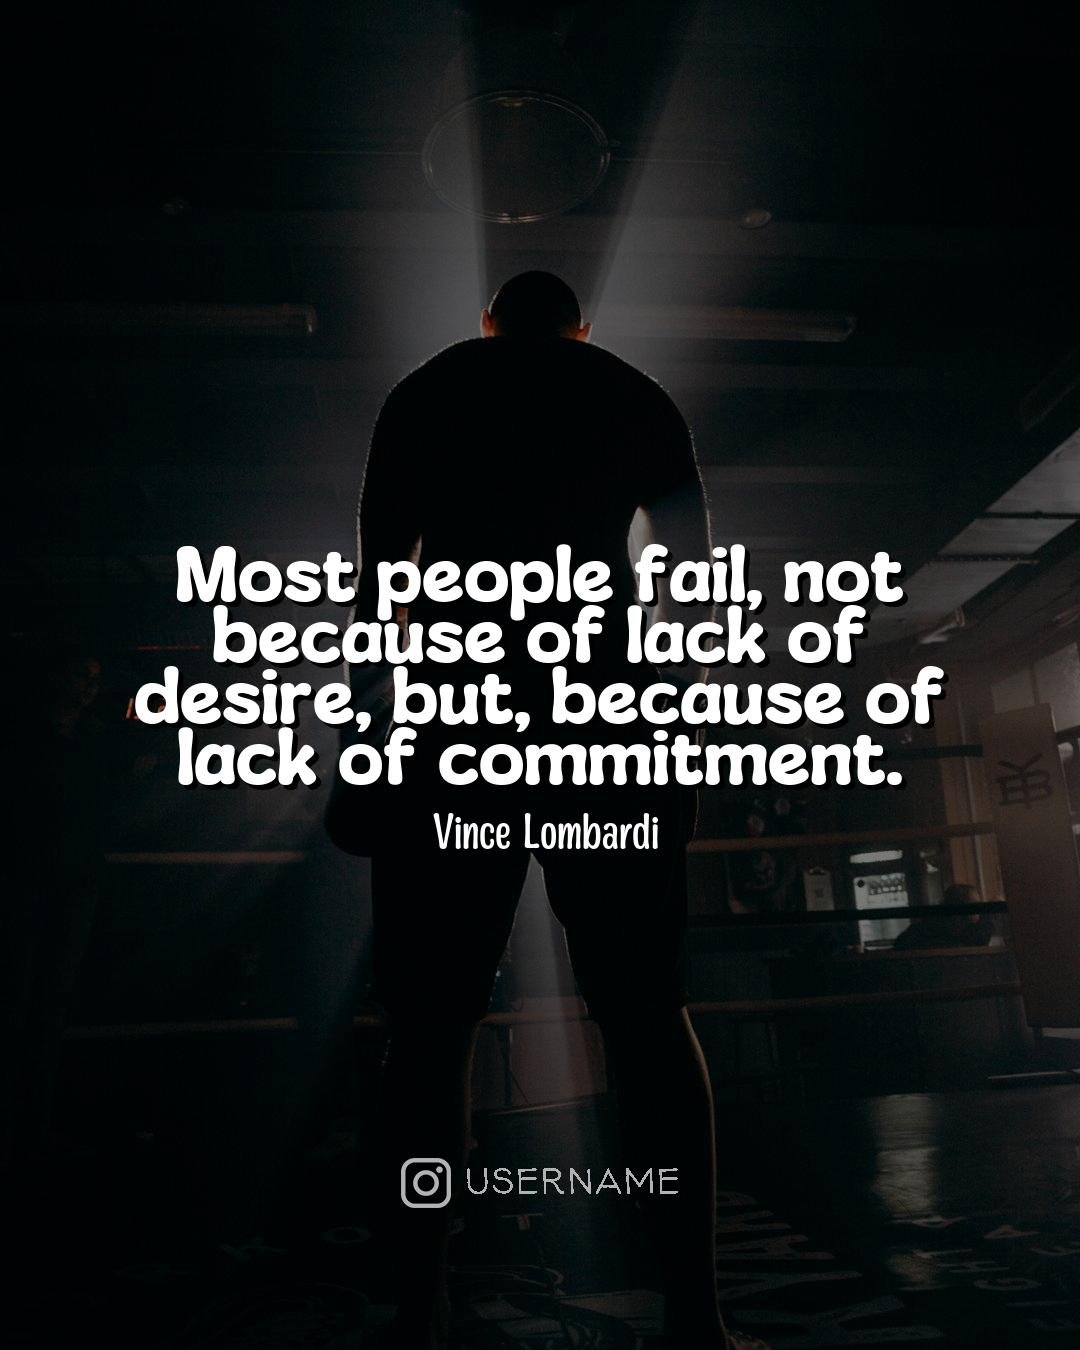 Most people fail, not
because of lack of
desire, but, because of
lack of commitment.
Vince Lombardi
USERNAME